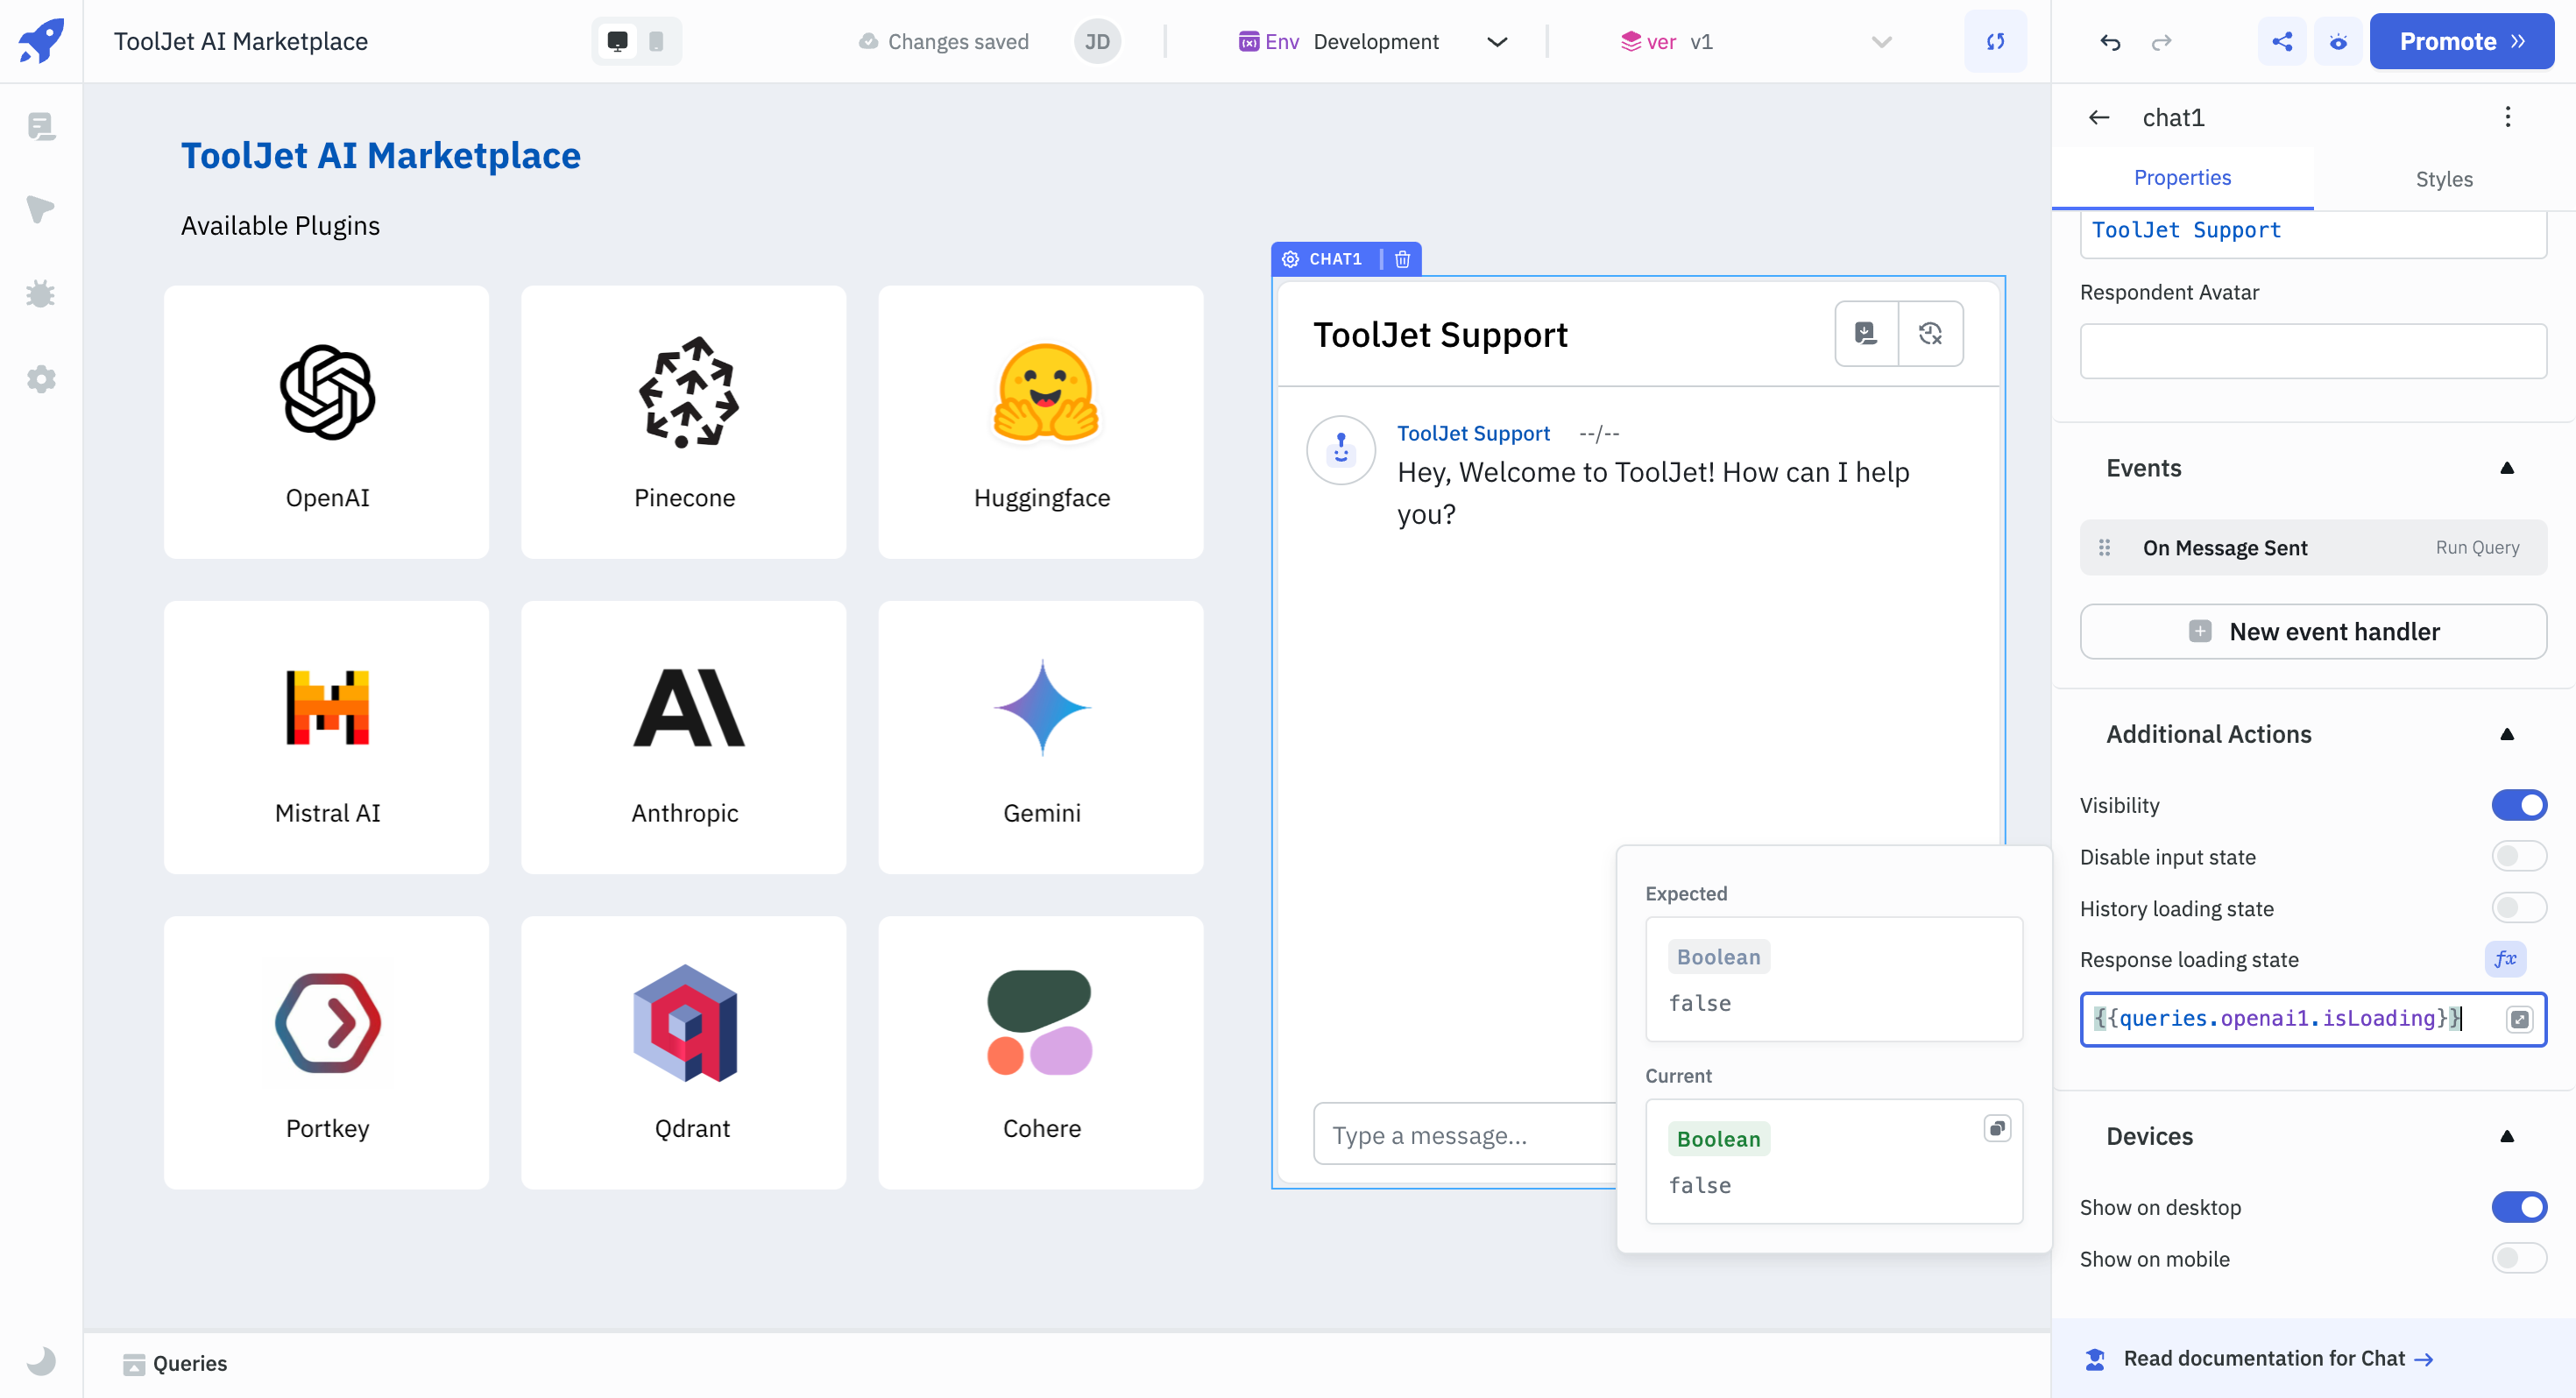 ToolJet AI Marketplace
Changes saved
JD
Env Development
ver v1
Promote
ToolJet AI Marketplace
Available Plugins
OpenAI
Pinecone
Huggingface
Mistral AI
Anthropic
Gemini
Portkey
Qdrant
Cohere
CHAT1
ToolJet Support
ToolJet Support --/--
Hey, Welcome to ToolJet! How can I help
you?
Type a message...
Expected
Boolean
false
Current
Boolean
false
Queries
chat1
Properties
Styles
ToolJet Support
Respondent Avatar
Events
On Message Sent Run Query
New event handler
Additional Actions
Visibility
Disable input state
History loading state
Response loading state fx
{{queries.openai1.isLoading}}
Devices
Show on desktop
Show on mobile
Read documentation for Chat →